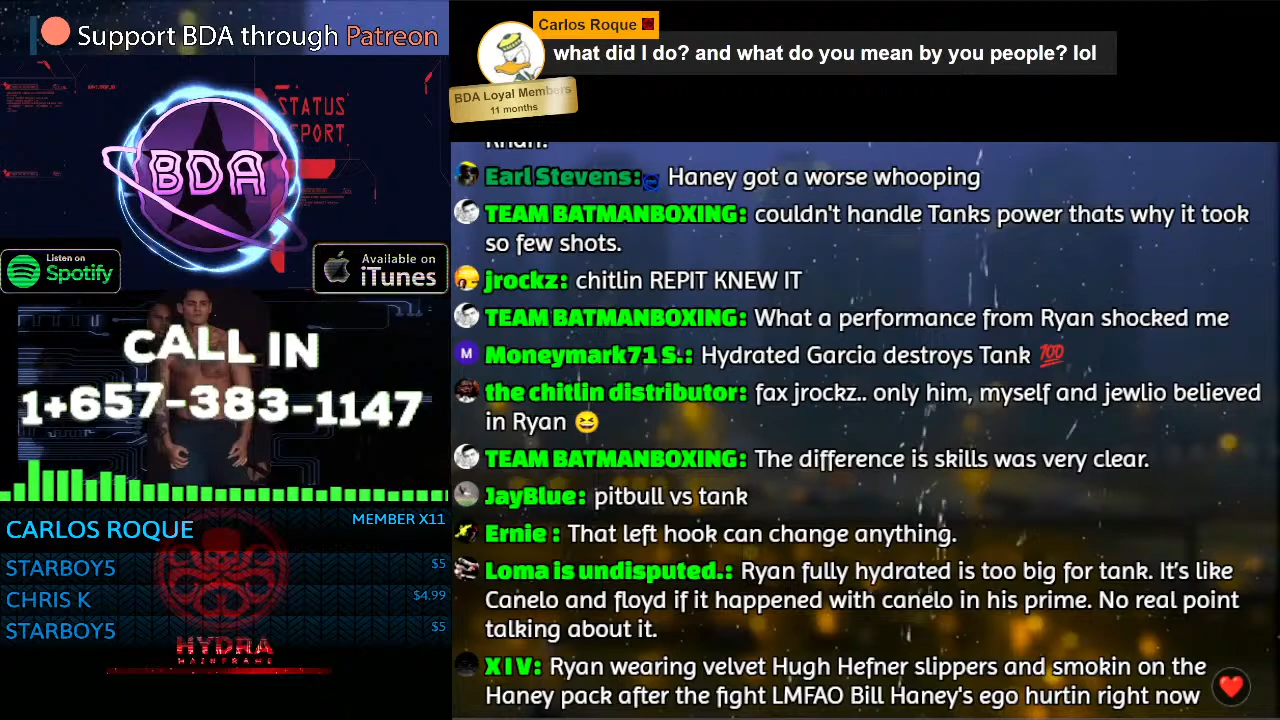 Support BDA through Patreon
STATUS
REPORT
BDA
Listen on
Spotify
Available on
iTunes
CALL IN
1+657-383-1147
CARLOS ROQUE MEMBER X11
STARBOY5 $5
CHRIS K $4.99
STARBOY5 $5
HYDRA
MAINFRAME
Carlos Roque
what did I do? and what do you mean by you people? lol
BDA Loyal Members
11 months
Earl Stevens: Haney got a worse whooping
TEAM BATMANBOXING: couldn't handle Tanks power thats why it took
so few shots.
jrockz: chitlin REPIT KNEW IT
TEAM BATMANBOXING: What a performance from Ryan shocked me
M Moneymark71 S.: Hydrated Garcia destroys Tank 💯
the chitlin distributor: fax jrockz.. only him, myself and jewlio believed
in Ryan 😆
TEAM BATMANBOXING: The difference is skills was very clear.
JayBlue: pitbull vs tank
Ernie : That left hook can change anything.
Loma is undisputed.: Ryan fully hydrated is too big for tank. It's like
Canelo and floyd if it happened with canelo in his prime. No real point
talking about it.
X I V: Ryan wearing velvet Hugh Hefner slippers and smokin on the
Haney pack after the fight LMFAO Bill Haney's ego hurtin right now